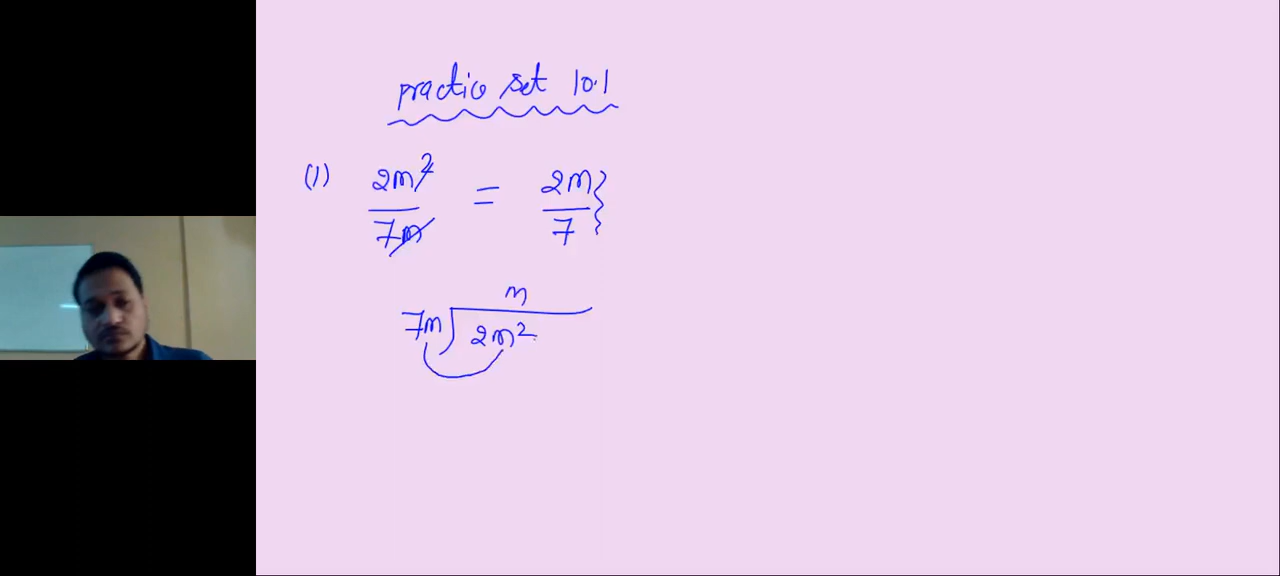 practice set 10.1
(1) 2m² / 7m = 2m / 7
m
7m ) 2m²